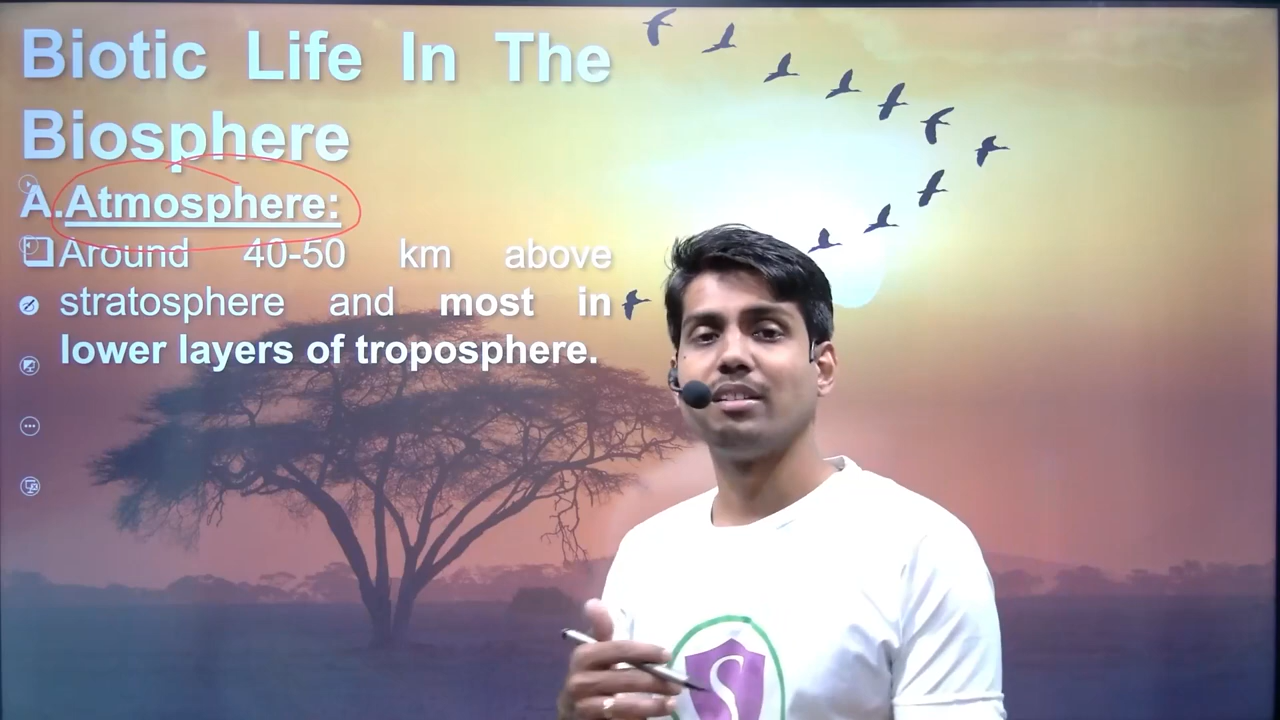 Biotic Life In The
Biosphere
A. Atmosphere:
Around 40-50 km above
stratosphere and most in
lower layers of troposphere.
S